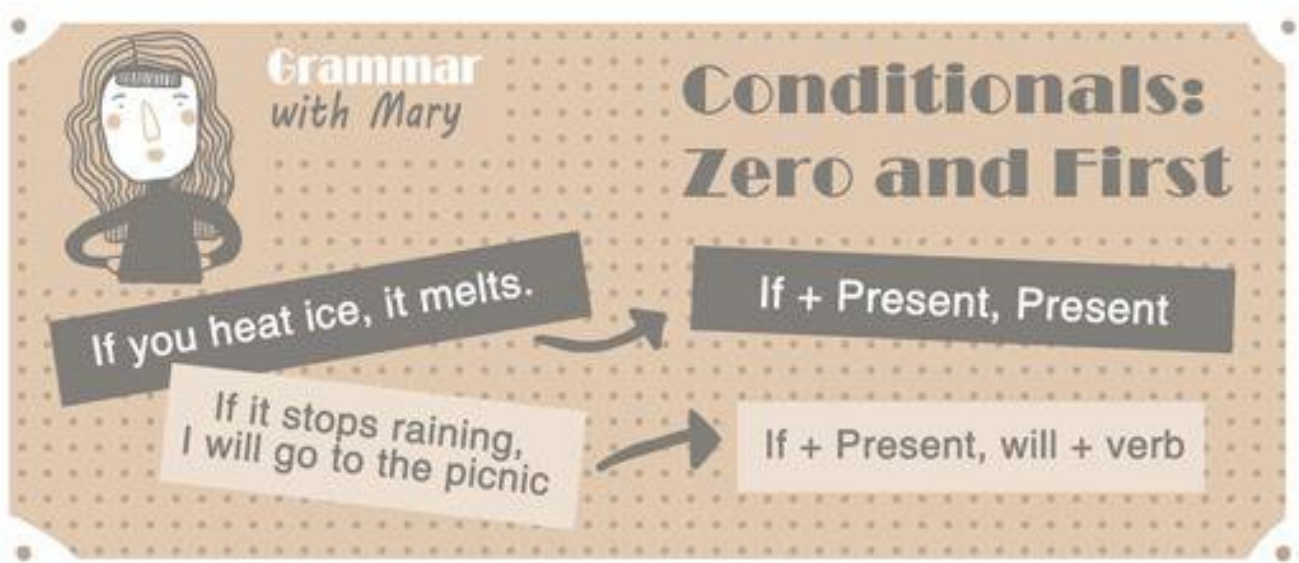 Grammar
with Mary
Conditionals:
Zero and First
If you heat ice, it melts.
If + Present, Present
If it stops raining,
I will go to the picnic
If + Present, will + verb